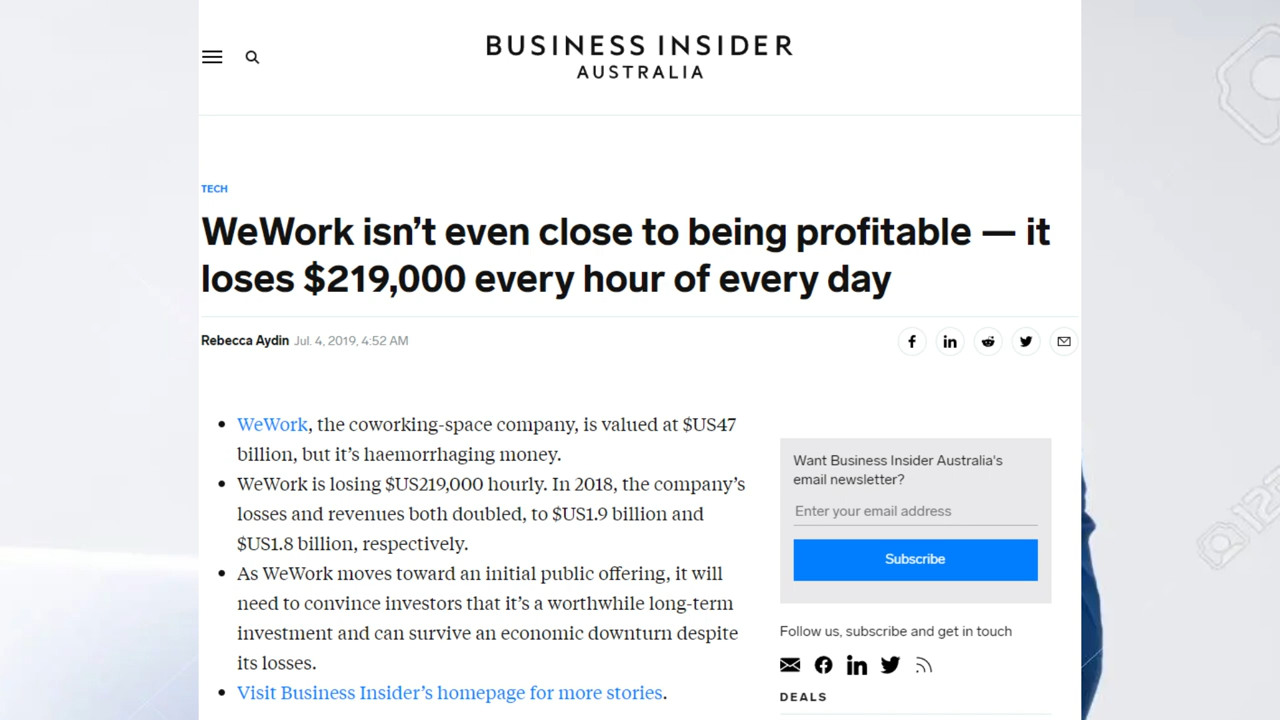 BUSINESS INSIDER
AUSTRALIA
TECH
WeWork isn’t even close to being profitable — it
loses $219,000 every hour of every day
Rebecca Aydin Jul. 4, 2019, 4:52 AM
• WeWork, the coworking-space company, is valued at $US47
billion, but it’s haemorrhaging money.
• WeWork is losing $US219,000 hourly. In 2018, the company’s
losses and revenues both doubled, to $US1.9 billion and
$US1.8 billion, respectively.
• As WeWork moves toward an initial public offering, it will
need to convince investors that it’s a worthwhile long-term
investment and can survive an economic downturn despite
its losses.
• Visit Business Insider’s homepage for more stories.
Want Business Insider Australia's
email newsletter?
Enter your email address
Subscribe
Follow us, subscribe and get in touch
DEALS